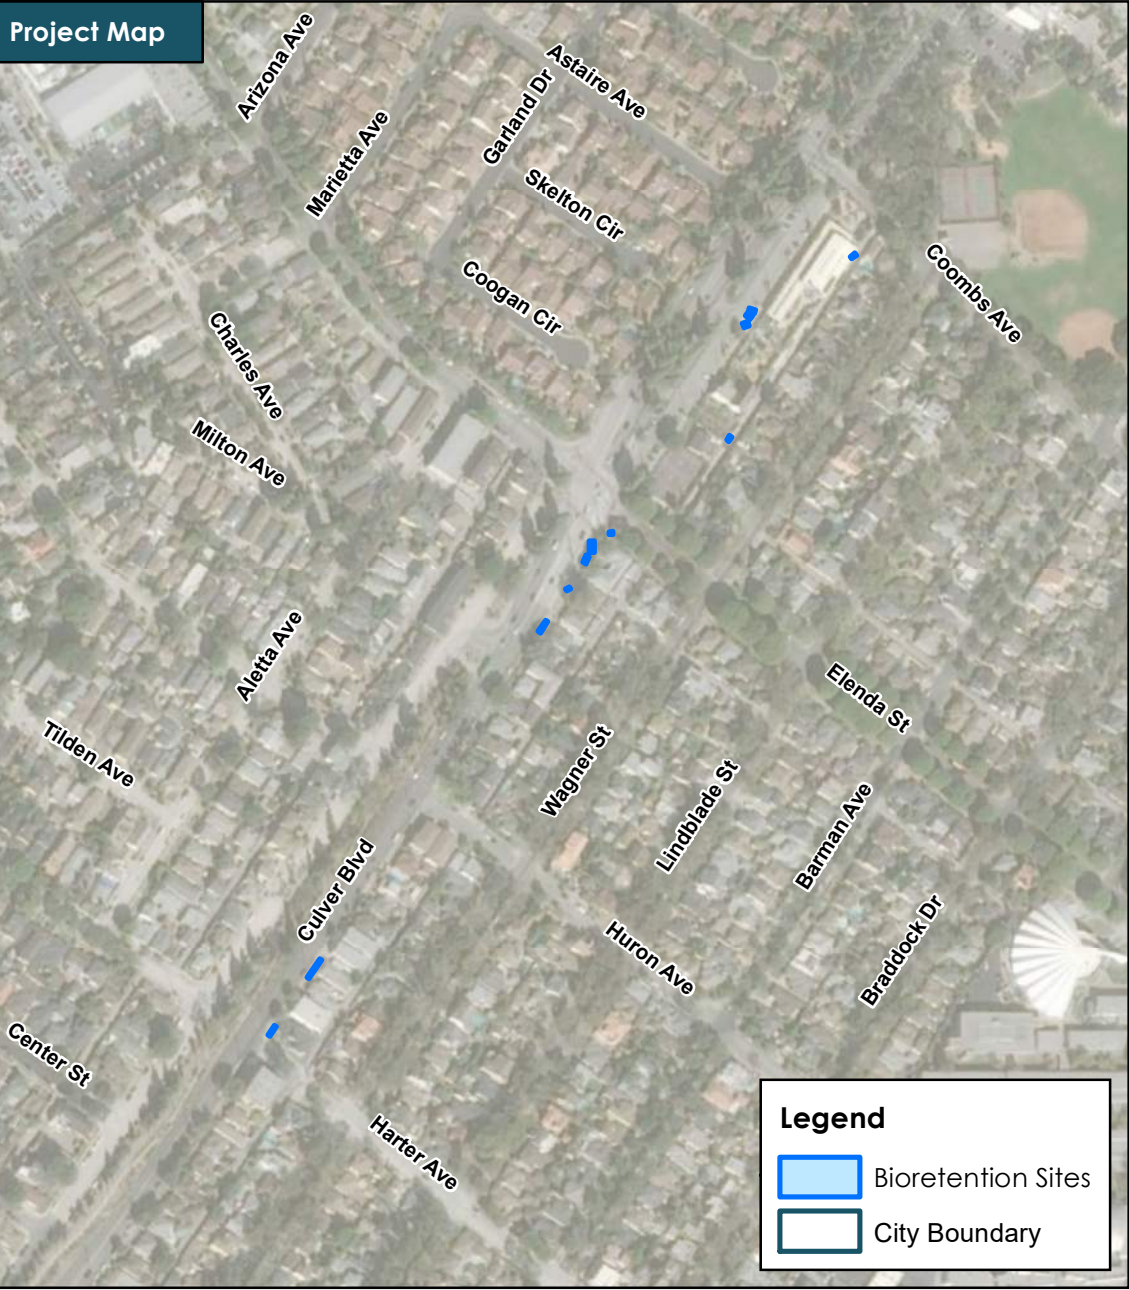 Project Map
Arizona Ave
Astaire Ave
Garland Dr
Marietta Ave
Skelton Cir
Coombs Ave
Coogan Cir
Charles Ave
Milton Ave
Aletta Ave
Elenda St
Tilden Ave
Wagner St
Lindblade St
Barman Ave
Culver Blvd
Braddock Dr
Huron Ave
Center St
Harter Ave
Legend
Bioretention Sites
City Boundary